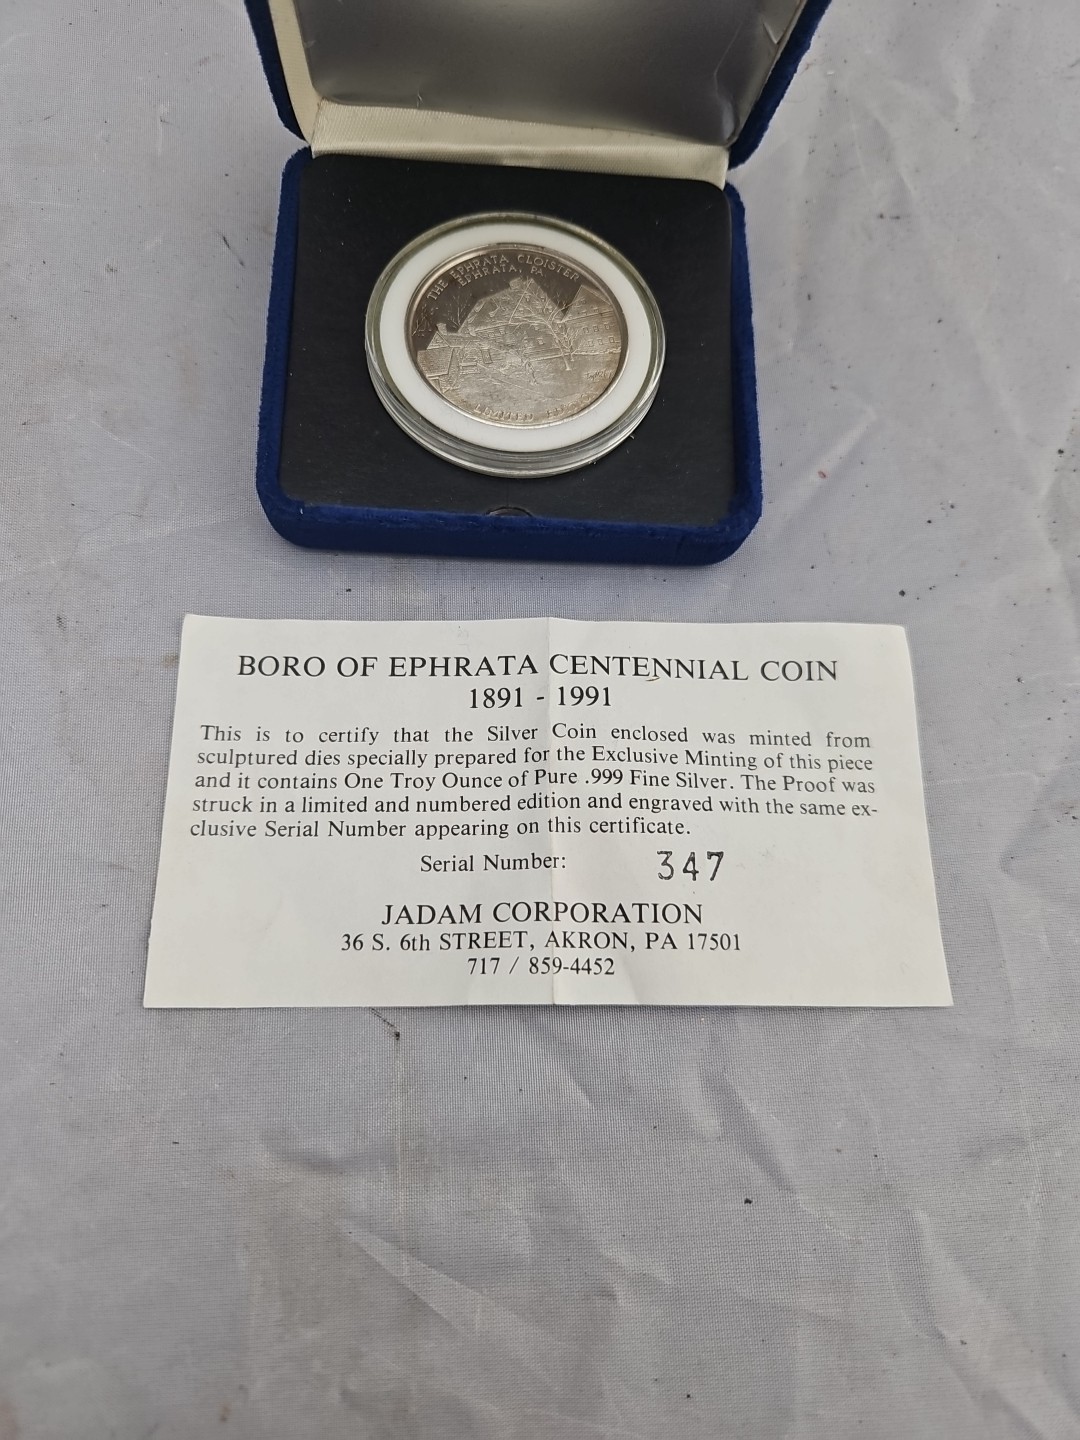 THE EPHRATA CLOISTER
EPHRATA, PA
LIMITED
BORO OF EPHRATA CENTENNIAL COIN
1891 - 1991
This is to certify that the Silver Coin enclosed was minted from
sculptured dies specially prepared for the Exclusive Minting of this piece
and it contains One Troy Ounce of Pure .999 Fine Silver. The Proof was
struck in a limited and numbered edition and engraved with the same ex-
clusive Serial Number appearing on this certificate.
Serial Number: 347
JADAM CORPORATION
36 S. 6th STREET, AKRON, PA 17501
717 / 859-4452